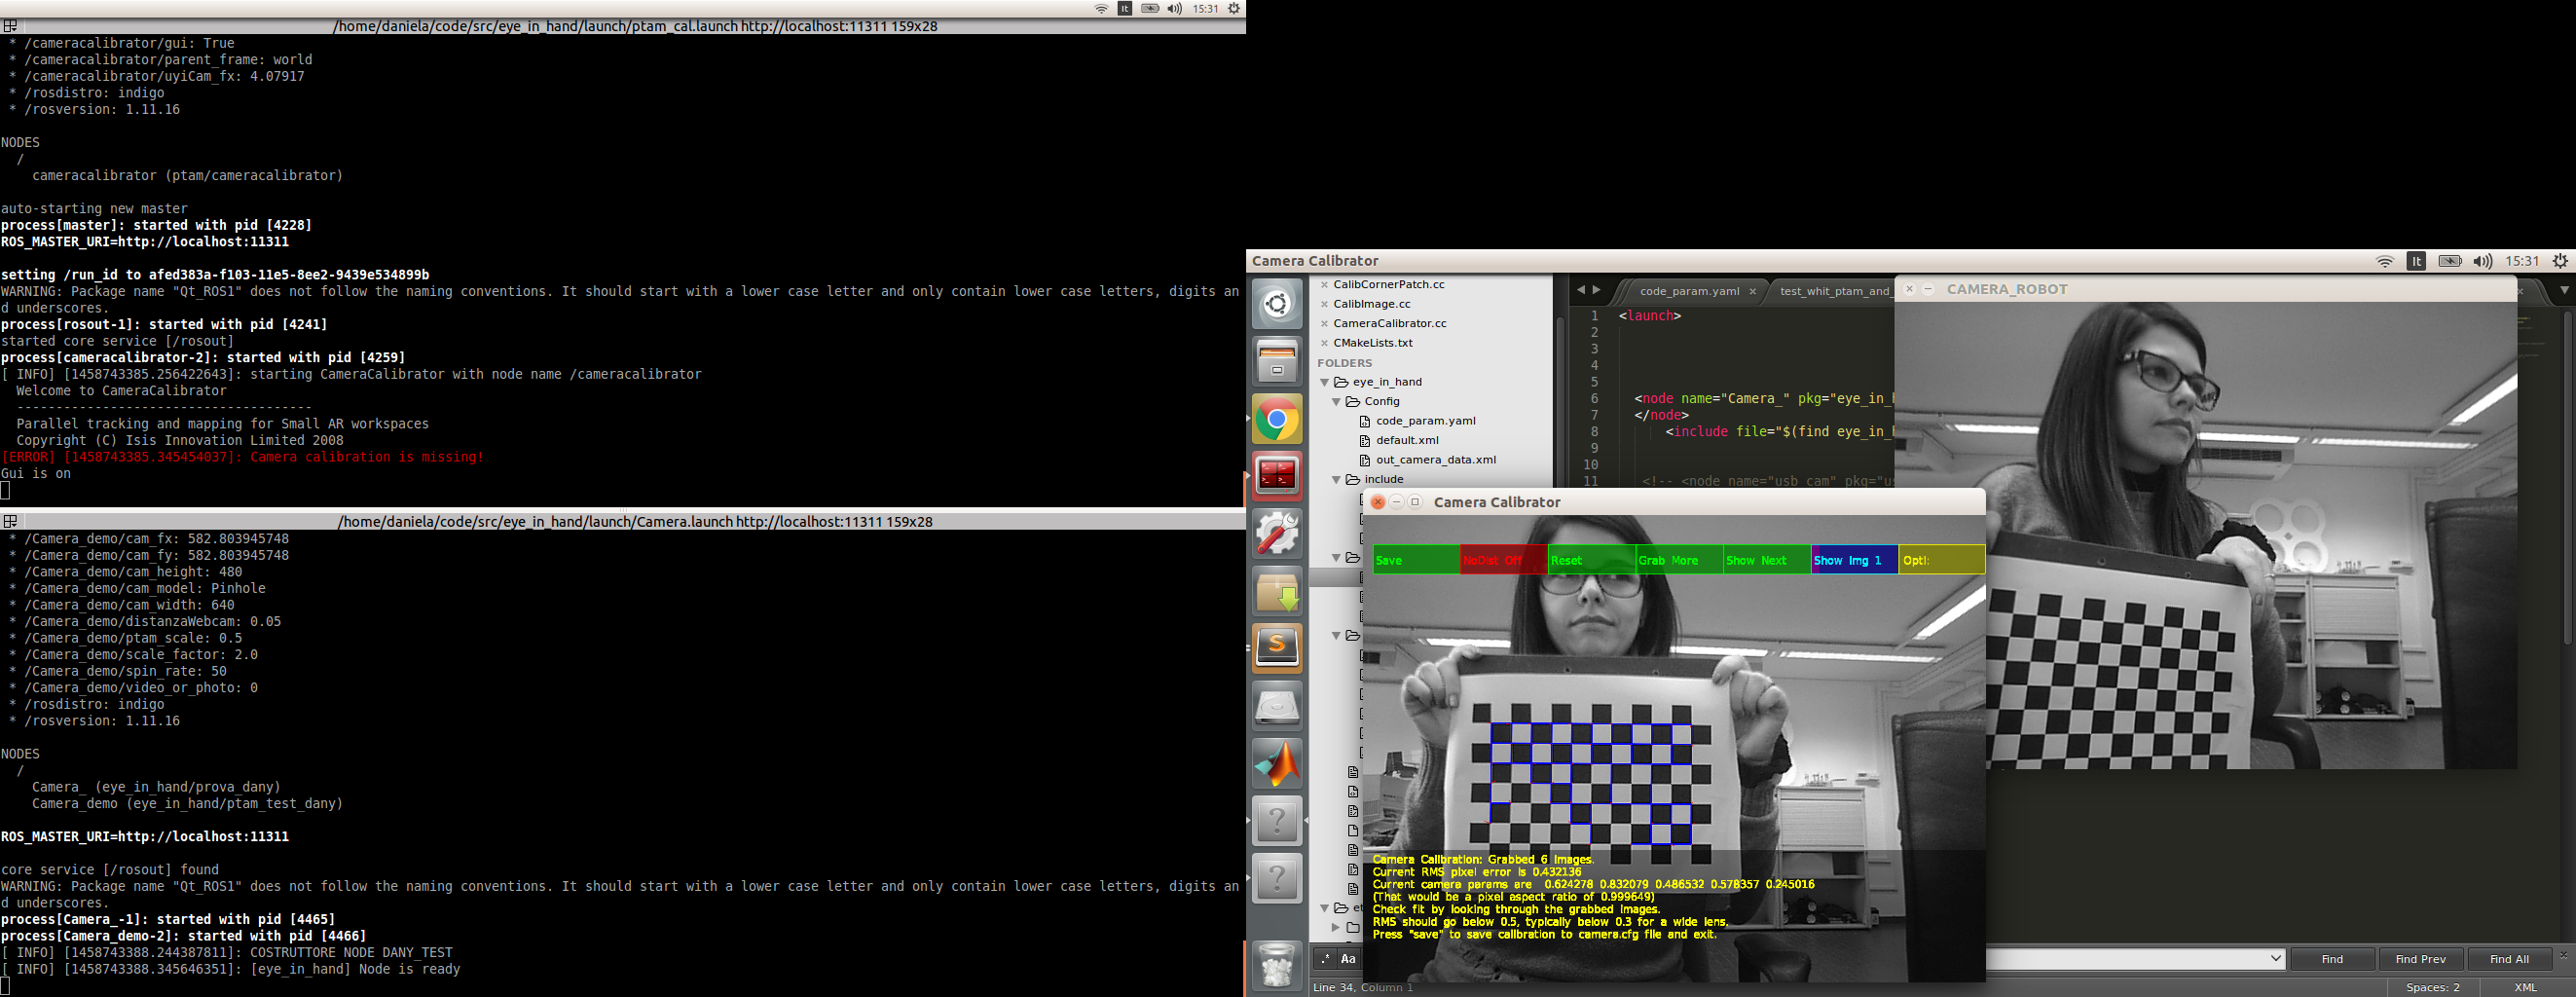 It
15:31
/home/daniela/code/src/eye_in_hand/launch/ptam_cal.launch http://localhost:11311 159x28
* /cameracalibrator/gui: True
* /cameracalibrator/parent_frame: world
* /cameracalibrator/uyiCam_fx: 4.07917
* /rosdistro: indigo
* /rosversion: 1.11.16
NODES
/
cameracalibrator (ptam/cameracalibrator)
auto-starting new master
process[master]: started with pid [4228]
ROS_MASTER_URI=http://localhost:11311
setting /run_id to afed383a-f103-11e5-8ee2-9439e534899b
WARNING: Package name "Qt_ROS1" does not follow the naming conventions. It should start with a lower case letter and only contain lower case letters, digits an
d underscores.
process[rosout-1]: started with pid [4241]
started core service [/rosout]
process[cameracalibrator-2]: started with pid [4259]
[ INFO] [1458743385.256422643]: starting CameraCalibrator with node name /cameracalibrator
Welcome to CameraCalibrator
--------------------------------------
Parallel tracking and mapping for Small AR workspaces
Copyright (C) Isis Innovation Limited 2008
[ERROR] [1458743385.345454037]: Camera calibration is missing!
Gui is on
/home/daniela/code/src/eye_in_hand/launch/Camera.launch http://localhost:11311 159x28
* /Camera_demo/cam_fx: 582.803945748
* /Camera_demo/cam_fy: 582.803945748
* /Camera_demo/cam_height: 480
* /Camera_demo/cam_model: Pinhole
* /Camera_demo/cam_width: 640
* /Camera_demo/distanzaWebcam: 0.05
* /Camera_demo/ptam_scale: 0.5
* /Camera_demo/scale_factor: 2.0
* /Camera_demo/spin_rate: 50
* /Camera_demo/video_or_photo: 0
* /rosdistro: indigo
* /rosversion: 1.11.16
NODES
/
Camera_ (eye_in_hand/prova_dany)
Camera_demo (eye_in_hand/ptam_test_dany)
ROS_MASTER_URI=http://localhost:11311
core service [/rosout] found
WARNING: Package name "Qt_ROS1" does not follow the naming conventions. It should start with a lower case letter and only contain lower case letters, digits an
d underscores.
process[Camera_-1]: started with pid [4465]
process[Camera_demo-2]: started with pid [4466]
[ INFO] [1458743388.244387811]: COSTRUTTORE NODE DANY_TEST
[ INFO] [1458743388.345646351]: [eye_in_hand] Node is ready
Camera Calibrator
It
15:31
CalibCornerPatch.cc
CalibImage.cc
CameraCalibrator.cc
CMakeLists.txt
FOLDERS
eye_in_hand
Config
code_param.yaml
default.xml
out_camera_data.xml
include
code_param.yaml
test_whit_ptam_and_
1 <launch>
2
3
4
5
6 <node name="Camera_" pkg="eye_in_h
7 </node>
8 <include file="$(find eye_in_h
9
10
11 <!-- <node name="usb_cam" pkg="us
CAMERA_ROBOT
Camera Calibrator
Save
NoDist Off
Reset
Grab More
Show Next
Show Img 1
Opti:
Camera Calibration: Grabbed 6 images.
Current RMS pixel error is 0.432136
Current camera params are 0.624278 0.832079 0.486532 0.578357 0.245016
(That would be a pixel aspect ratio of 0.999649)
Check fit by looking through the grabbed images.
RMS should go below 0.5, typically below 0.3 for a wide lens.
Press "save" to save calibration to camera.cfg file and exit.
et
.* Aa
Find
Find Prev
Find All
Line 34, Column 1
Spaces: 2
XML